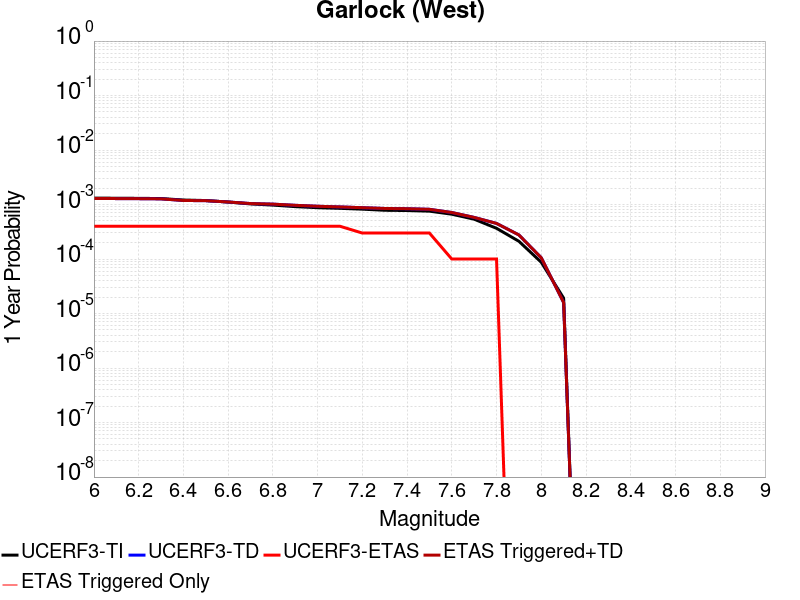 Garlock (West)
10^0
10^-1
10^-2
10^-3
10^-4
10^-5
10^-6
10^-7
10^-8
1 Year Probability
6 6.2 6.4 6.6 6.8 7 7.2 7.4 7.6 7.8 8 8.2 8.4 8.6 8.8 9
Magnitude
UCERF3-TI UCERF3-TD UCERF3-ETAS ETAS Triggered+TD
ETAS Triggered Only